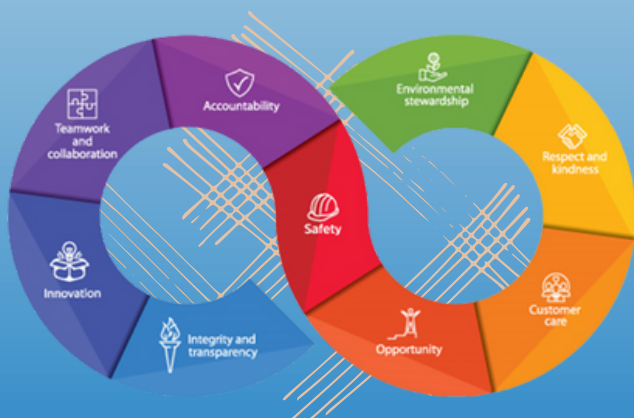 Accountability
Environmental
stewardship
Teamwork
and
collaboration
Respect and
kindness
Safety
Innovation
Customer
care
Integrity and
transparency
Opportunity